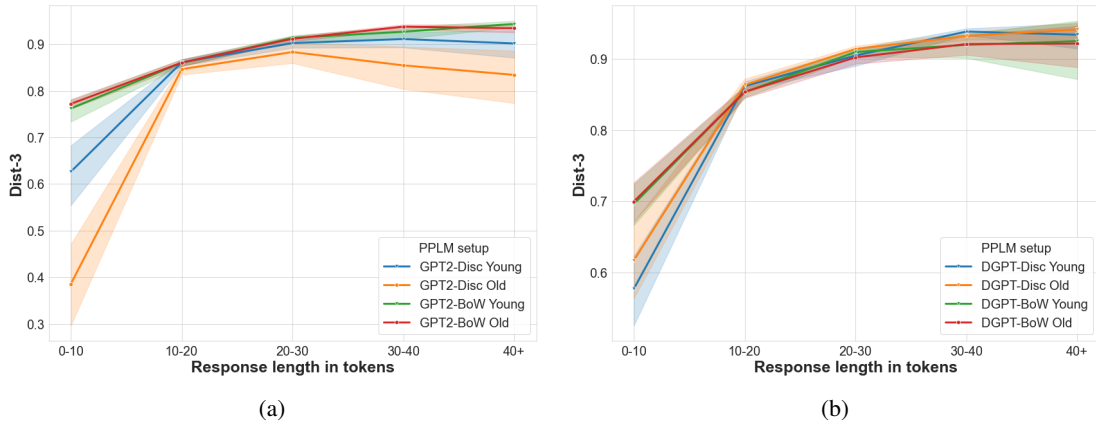 0.9
0.8
0.7
0.6
0.5
0.4
0.3
Dist-3
0-10
10-20
20-30
30-40
40+
Response length in tokens
PPLM setup
GPT2-Disc Young
GPT2-Disc Old
GPT2-BoW Young
GPT2-BoW Old
(a)
0.9
0.8
0.7
0.6
Dist-3
0-10
10-20
20-30
30-40
40+
Response length in tokens
PPLM setup
DGPT-Disc Young
DGPT-Disc Old
DGPT-BoW Young
DGPT-BoW Old
(b)